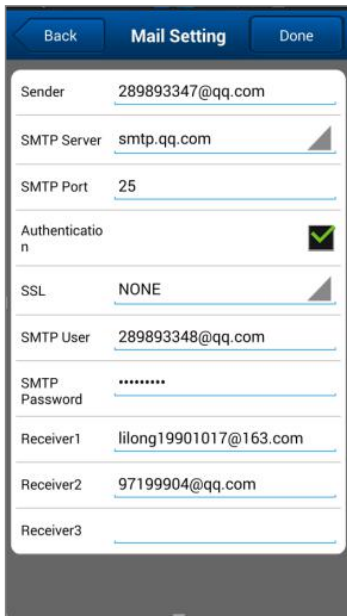 Back Mail Setting Done
Sender 289893347@qq.com
SMTP Server smtp.qq.com
SMTP Port 25
Authenticatio
n
SSL NONE
SMTP User 289893348@qq.com
SMTP
Password •••••••••
Receiver1 lilong19901017@163.com
Receiver2 97199904@qq.com
Receiver3